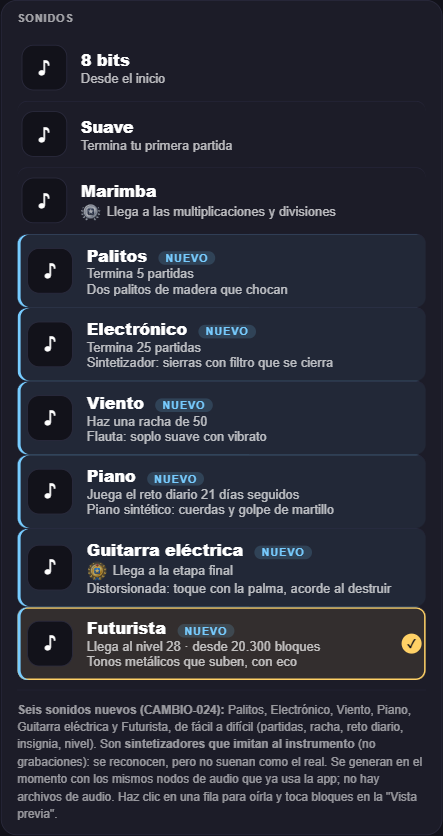 SONIDOS
8 bits
Desde el inicio
Suave
Termina tu primera partida
Marimba
Llega a las multiplicaciones y divisiones
Palitos NUEVO
Termina 5 partidas
Dos palitos de madera que chocan
Electrónico NUEVO
Termina 25 partidas
Sintetizador: sierras con filtro que se cierra
Viento NUEVO
Haz una racha de 50
Flauta: soplo suave con vibrato
Piano NUEVO
Juega el reto diario 21 días seguidos
Piano sintético: cuerdas y golpe de martillo
Guitarra eléctrica NUEVO
Llega a la etapa final
Distorsionada: toque con la palma, acorde al destruir
Futurista NUEVO
Llega al nivel 28 · desde 20.300 bloques
Tonos metálicos que suben, con eco
Seis sonidos nuevos (CAMBIO-024): Palitos, Electrónico, Viento, Piano,
Guitarra eléctrica y Futurista, de fácil a difícil (partidas, racha, reto diario,
insignia, nivel). Son sintetizadores que imitan al instrumento (no
grabaciones): se reconocen, pero no suenan como el real. Se generan en el
momento con los mismos nodos de audio que ya usa la app; no hay
archivos de audio. Haz clic en una fila para oírla y toca bloques en la "Vista
previa".